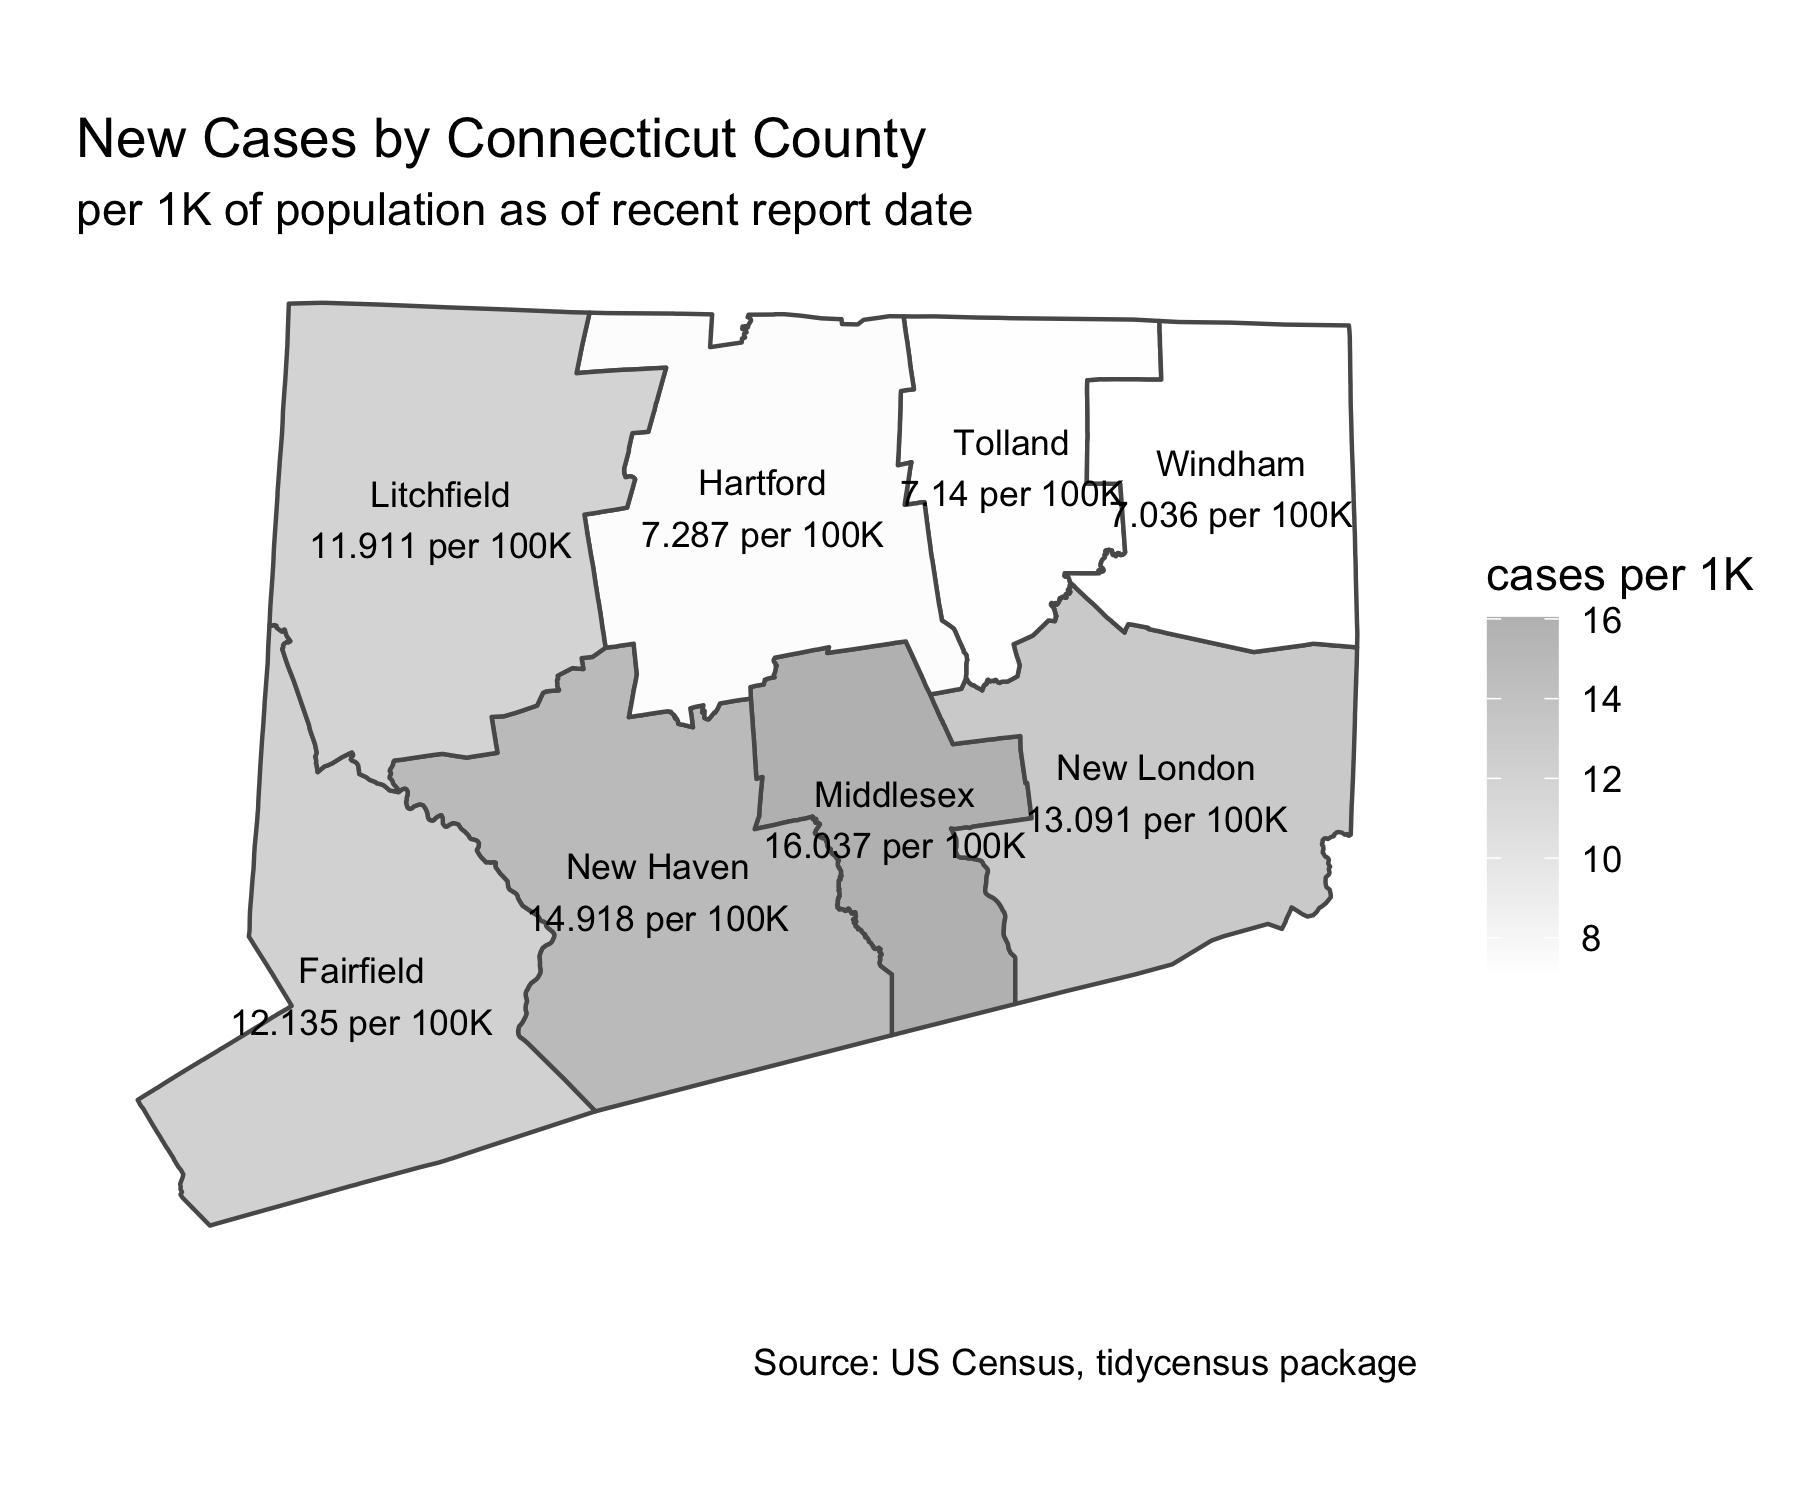 New Cases by Connecticut County
per 1K of population as of recent report date
Litchfield
11.911 per 100K
Hartford
7.287 per 100K
Tolland
7.14 per 100K
Windham
7.036 per 100K
cases per 1K
16
14
12
10
8
New London
13.091 per 100K
Middlesex
16.037 per 100K
New Haven
14.918 per 100K
Fairfield
12.135 per 100K
Source: US Census, tidycensus package